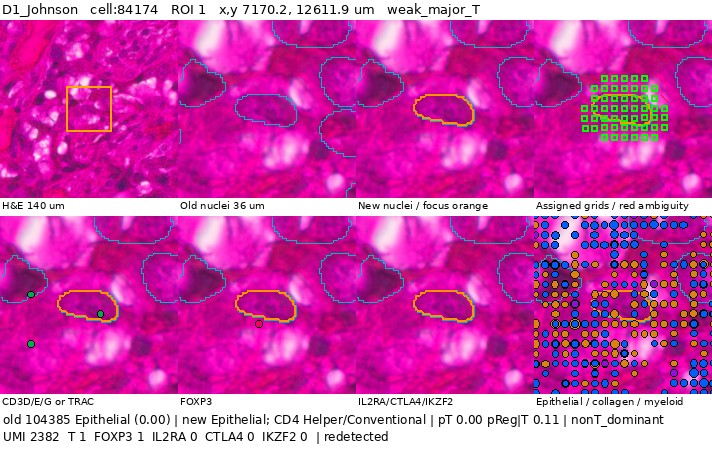 D1_Johnson cell:84174 ROI 1 x,y 7170.2, 12611.9 um weak_major_T
H&E 140 um
Old nuclei 36 um
New nuclei / focus orange
Assigned grids / red ambiguity
CD3D/E/G or TRAC
FOXP3
IL2RA/CTLA4/IKZF2
Epithelial / collagen / myeloid
old 104385 Epithelial (0.00) | new Epithelial; CD4 Helper/Conventional | pT 0.00 pReg|T 0.11 | nonT_dominant
UMI 2382 T 1 FOXP3 1 IL2RA 0 CTLA4 0 IKZF2 0 | redetected